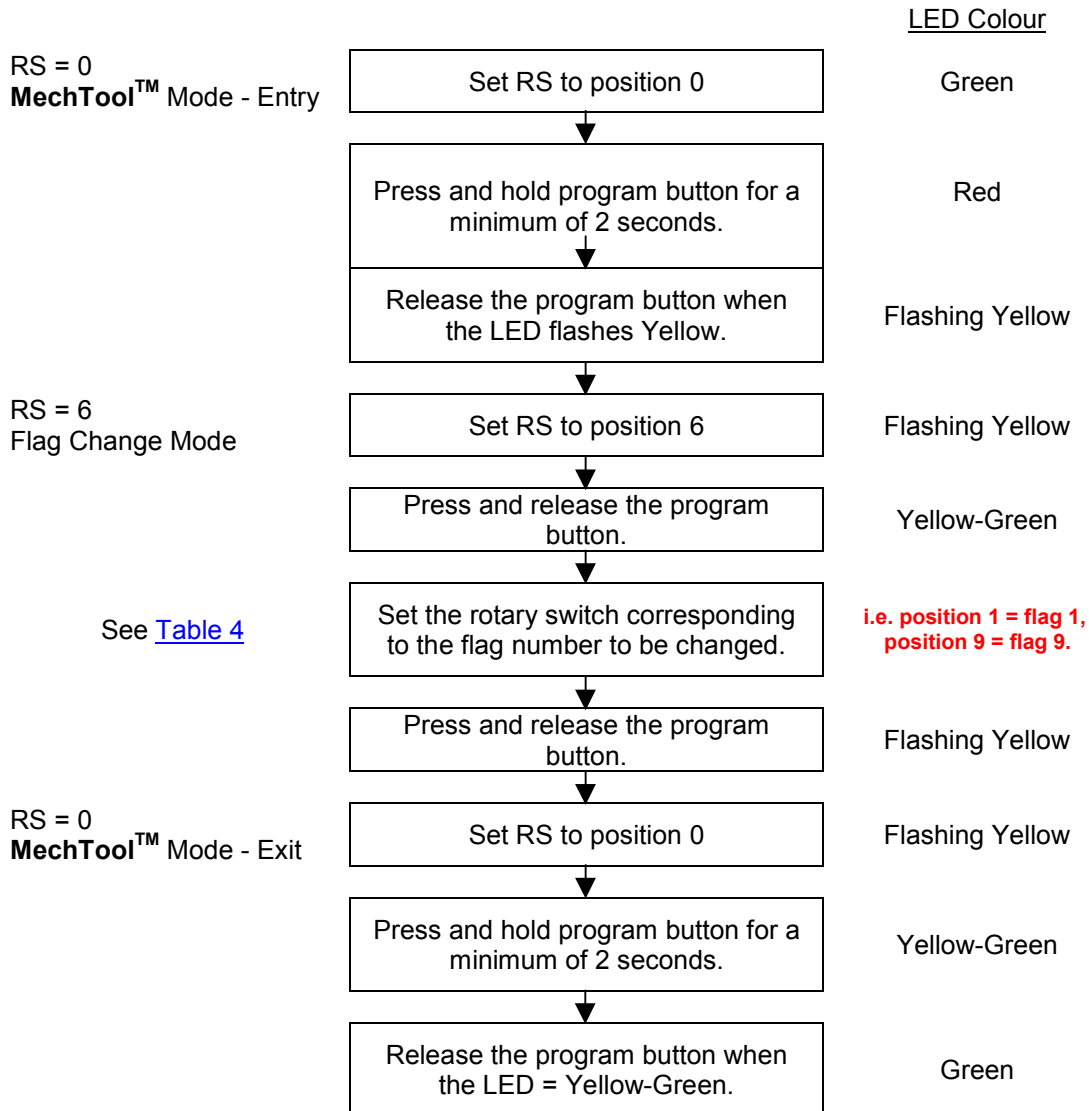 LED Colour
RS = 0
MechTool™ Mode - Entry
Set RS to position 0
Green
Press and hold program button for a
minimum of 2 seconds.
Red
Release the program button when
the LED flashes Yellow.
Flashing Yellow
RS = 6
Flag Change Mode
Set RS to position 6
Flashing Yellow
Press and release the program
button.
Yellow-Green
See Table 4
Set the rotary switch corresponding
to the flag number to be changed.
i.e. position 1 = flag 1,
position 9 = flag 9.
Press and release the program
button.
Flashing Yellow
RS = 0
MechTool™ Mode - Exit
Set RS to position 0
Flashing Yellow
Press and hold program button for a
minimum of 2 seconds.
Yellow-Green
Release the program button when
the LED = Yellow-Green.
Green